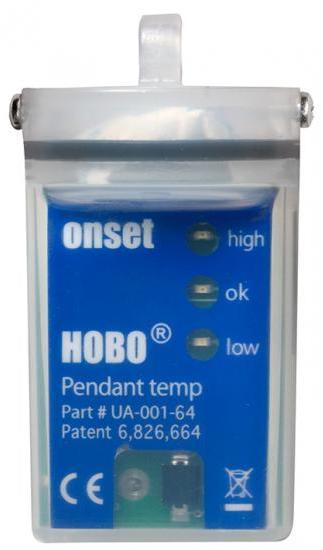 onset
high
ok
HOBO®
low
Pendant temp
Part # UA-001-64
Patent 6,826,664
CE